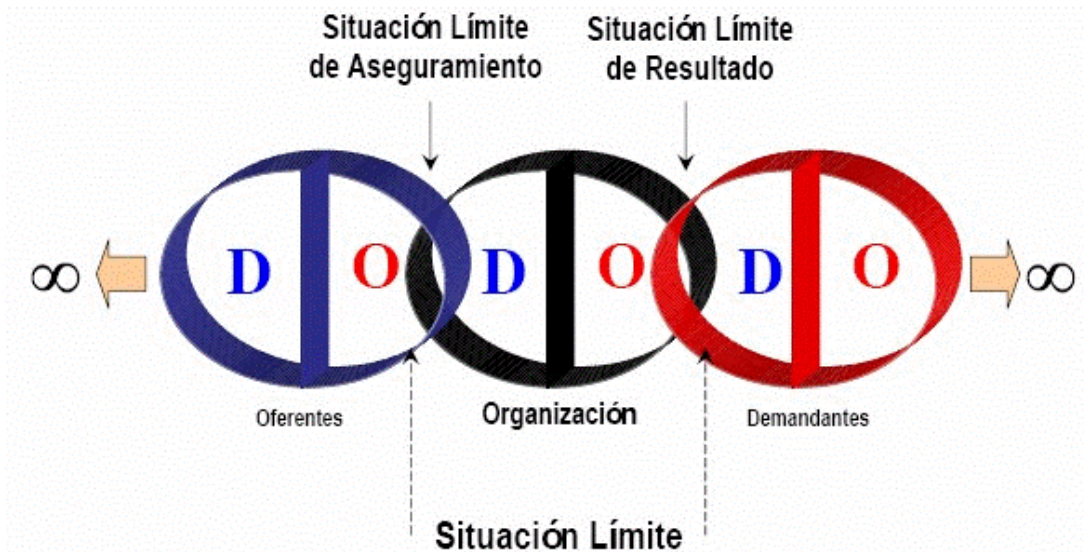 Situación Límite
de Aseguramiento
Situación Límite
de Resultado
∞ D O D O D O ∞
Oferentes Organización Demandantes
Situación Límite